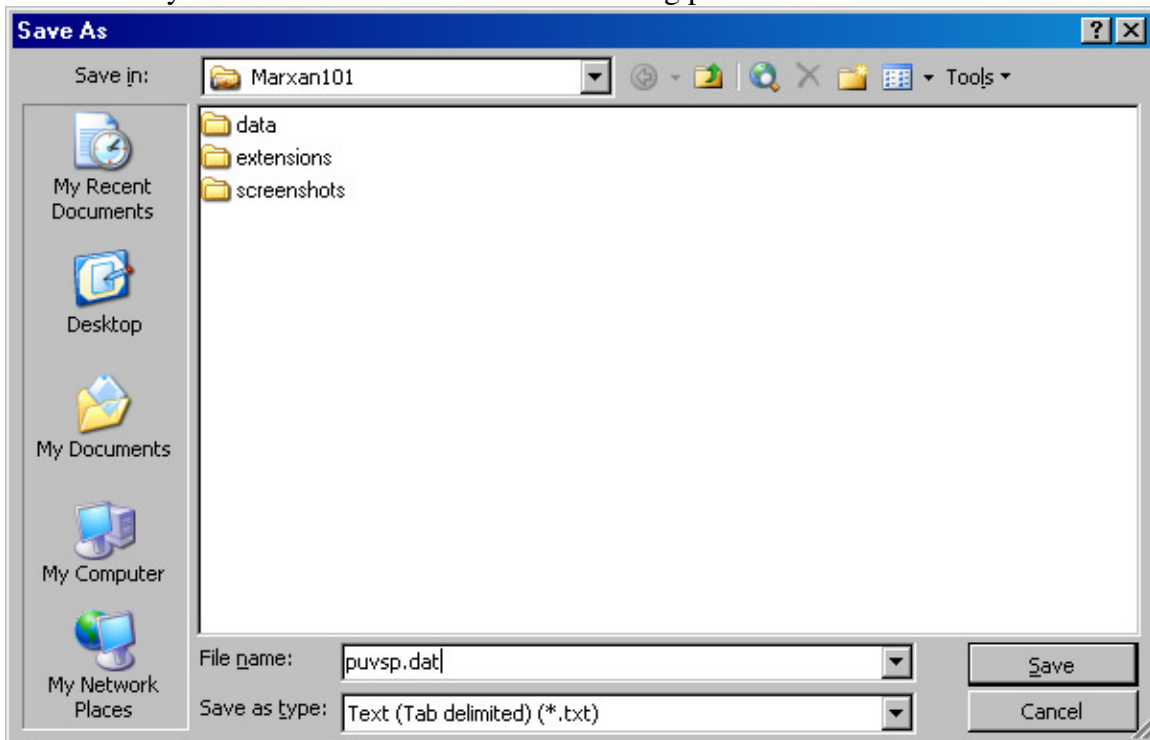 Save As
Save in:
Marxan101
Tools
data
extensions
screenshots
My Recent
Documents
Desktop
My Documents
My Computer
My Network
Places
File name:
puvsp.dat
Save
Save as type:
Text (Tab delimited) (*.txt)
Cancel